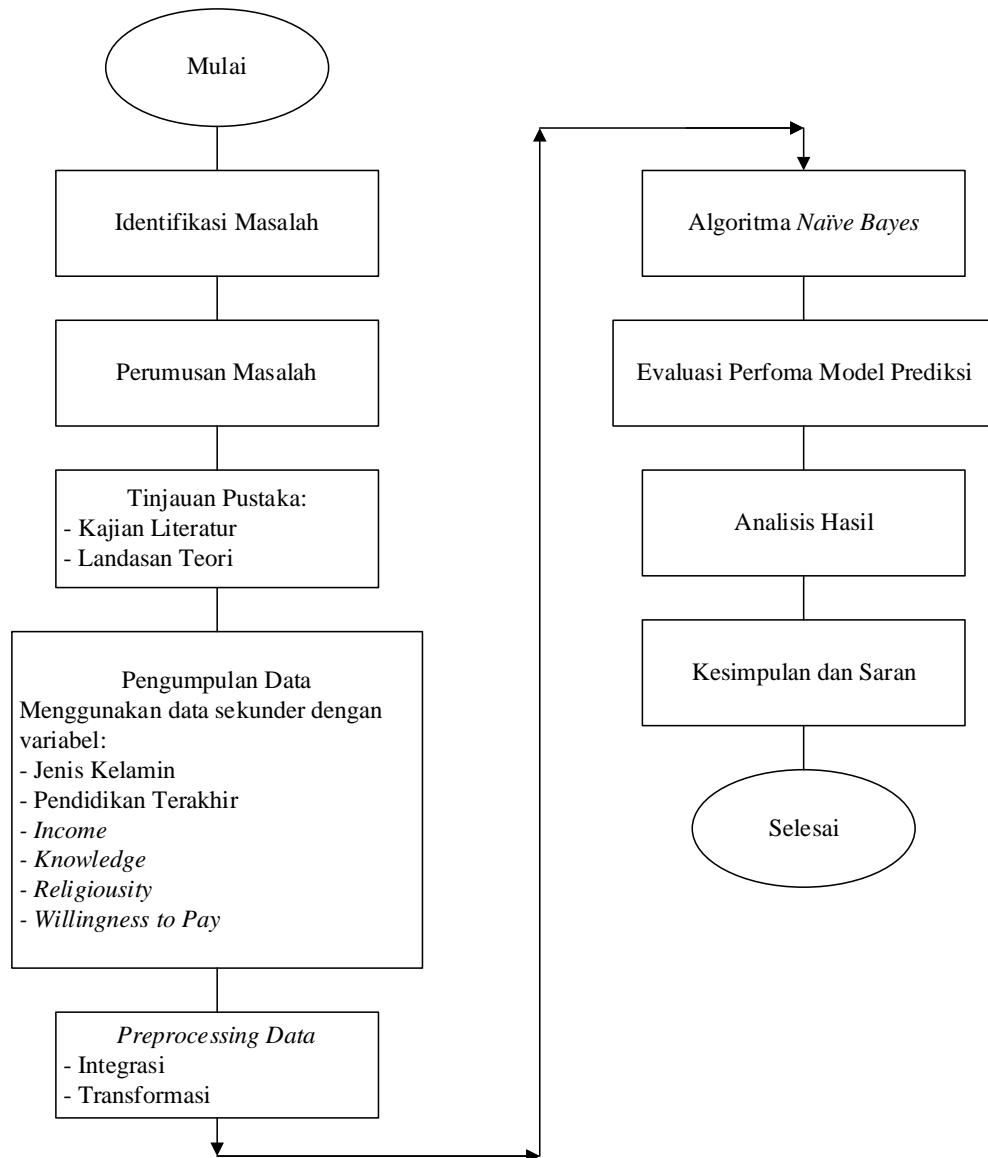 Mulai
Identifikasi Masalah
Perumusan Masalah
Tinjauan Pustaka:
- Kajian Literatur
- Landasan Teori
Pengumpulan Data
Menggunakan data sekunder dengan
variabel:
- Jenis Kelamin
- Pendidikan Terakhir
- Income
- Knowledge
- Religiousity
- Willingness to Pay
Preprocessing Data
- Integrasi
- Transformasi
Algoritma Naïve Bayes
Evaluasi Perfoma Model Prediksi
Analisis Hasil
Kesimpulan dan Saran
Selesai